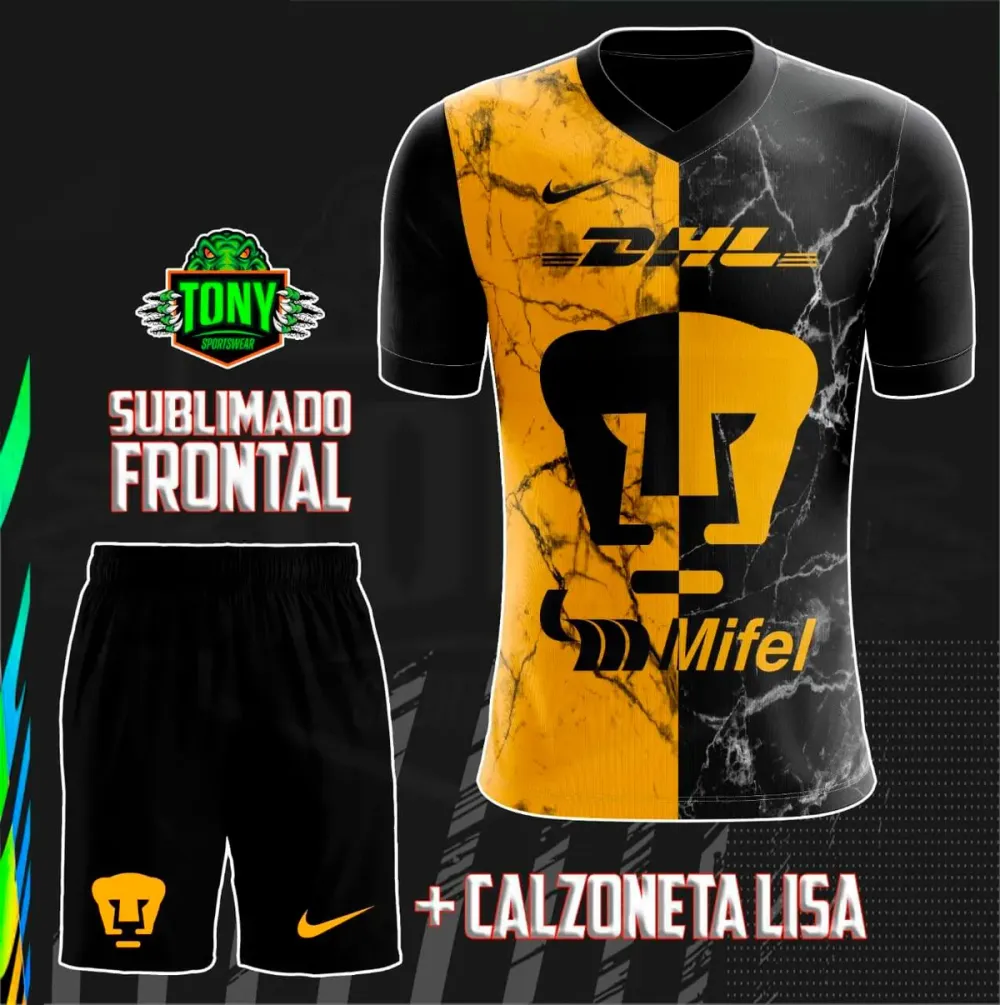 DHL
TONY
SPORTSWEAR
SUBLIMADO
FRONTAL
Mifel
+ CALZONETA LISA